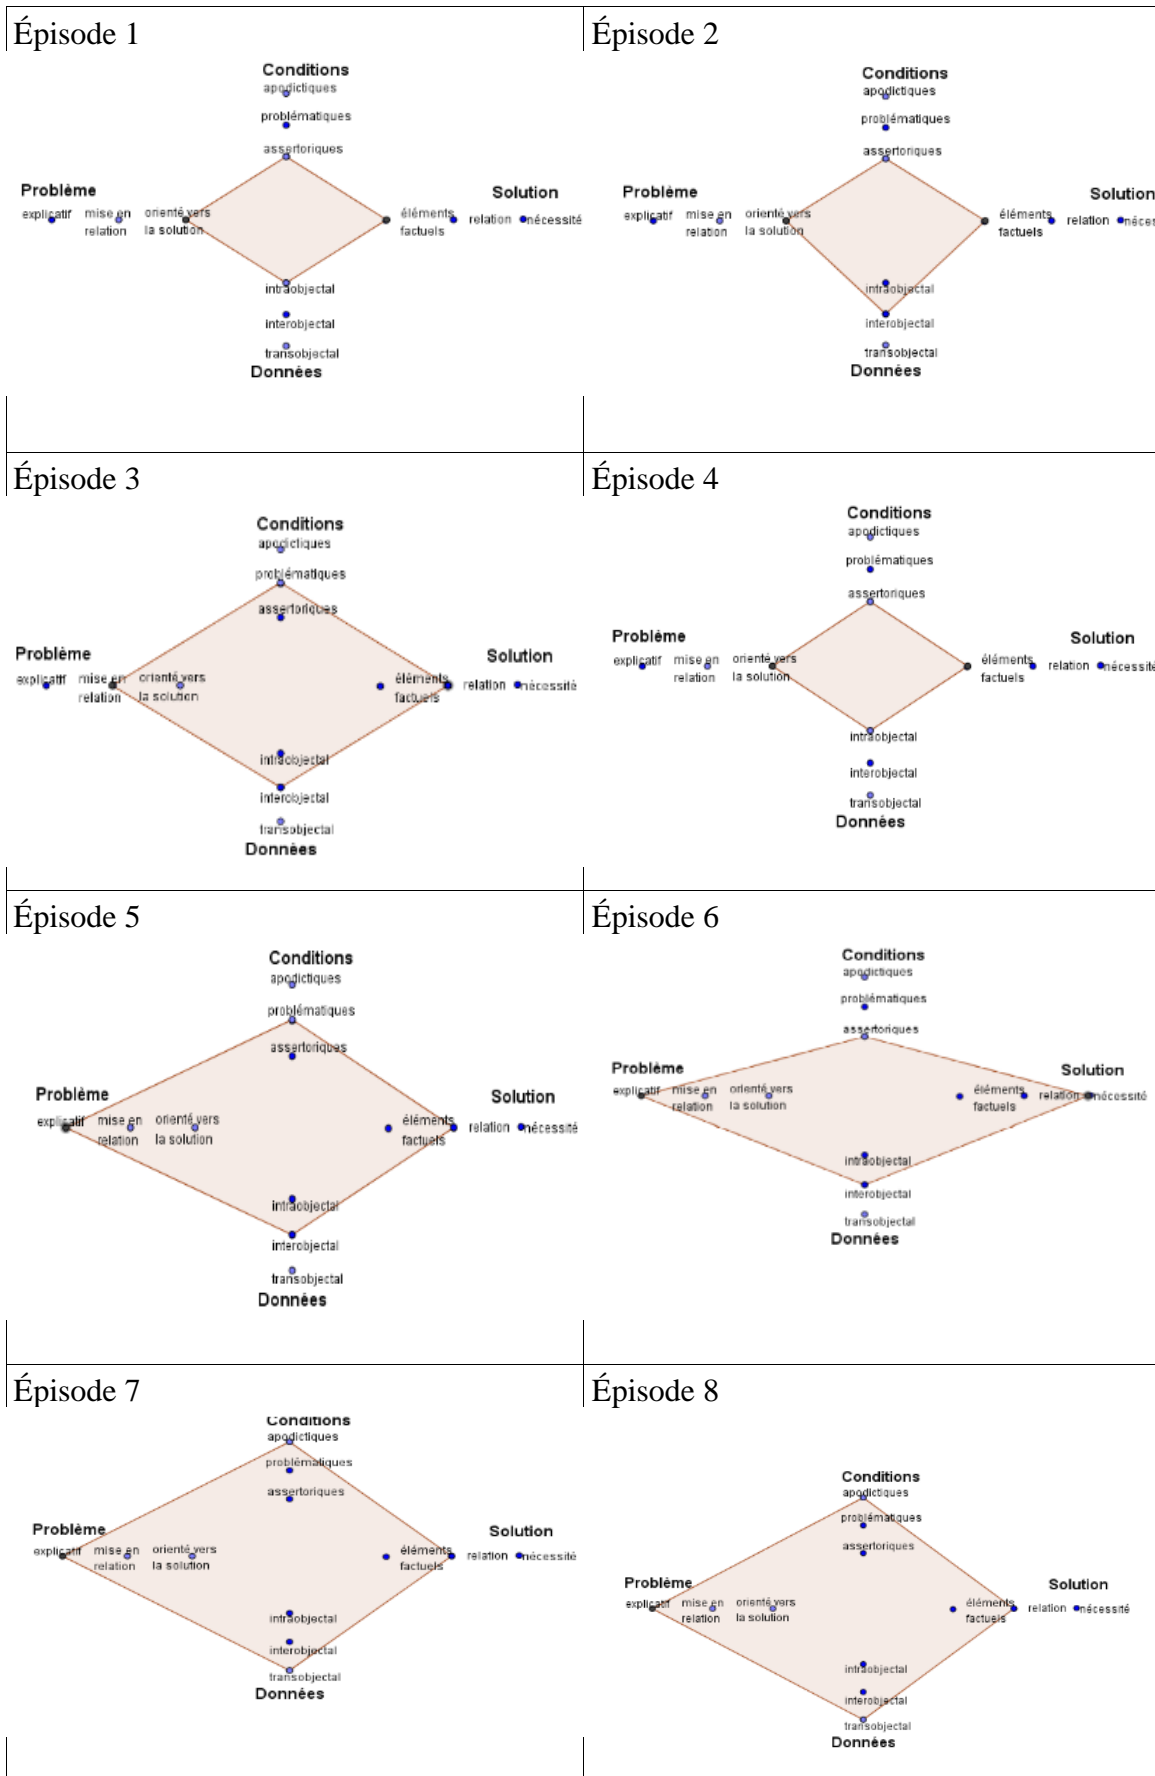 Épisode 1
Conditions
apodictiques
problématiques
assertoriques
Problème
Solution
explicatif mise en relation orienté vers la solution éléments factuels relation nécessité
intraobjectal
interobjectal
transobjectal
Données
Épisode 2
Conditions
apodictiques
problématiques
assertoriques
Problème
Solution
explicatif mise en relation orienté vers la solution éléments factuels relation néces
intraobjectal
interobjectal
transobjectal
Données
Épisode 3
Conditions
apodictiques
problématiques
assertoriques
Problème
Solution
explicatif mise en relation orienté vers la solution éléments factuels relation nécessité
intraobjectal
interobjectal
transobjectal
Données
Épisode 4
Conditions
apodictiques
problématiques
assertoriques
Problème
Solution
explicatif mise en relation orienté vers la solution éléments factuels relation nécessité
intraobjectal
interobjectal
transobjectal
Données
Épisode 5
Conditions
apodictiques
problématiques
assertoriques
Problème
Solution
explicatif mise en relation orienté vers la solution éléments factuels relation nécessité
intraobjectal
interobjectal
transobjectal
Données
Épisode 6
Conditions
apodictiques
problématiques
assertoriques
Problème
Solution
explicatif mise en relation orienté vers la solution éléments factuels relation nécessité
intraobjectal
interobjectal
transobjectal
Données
Épisode 7
Conditions
apodictiques
problématiques
assertoriques
Problème
Solution
explicatif mise en relation orienté vers la solution éléments factuels relation nécessité
intraobjectal
interobjectal
transobjectal
Données
Épisode 8
Conditions
apodictiques
problématiques
assertoriques
Problème
Solution
explicatif mise en relation orienté vers la solution éléments factuels relation nécessité
intraobjectal
interobjectal
transobjectal
Données